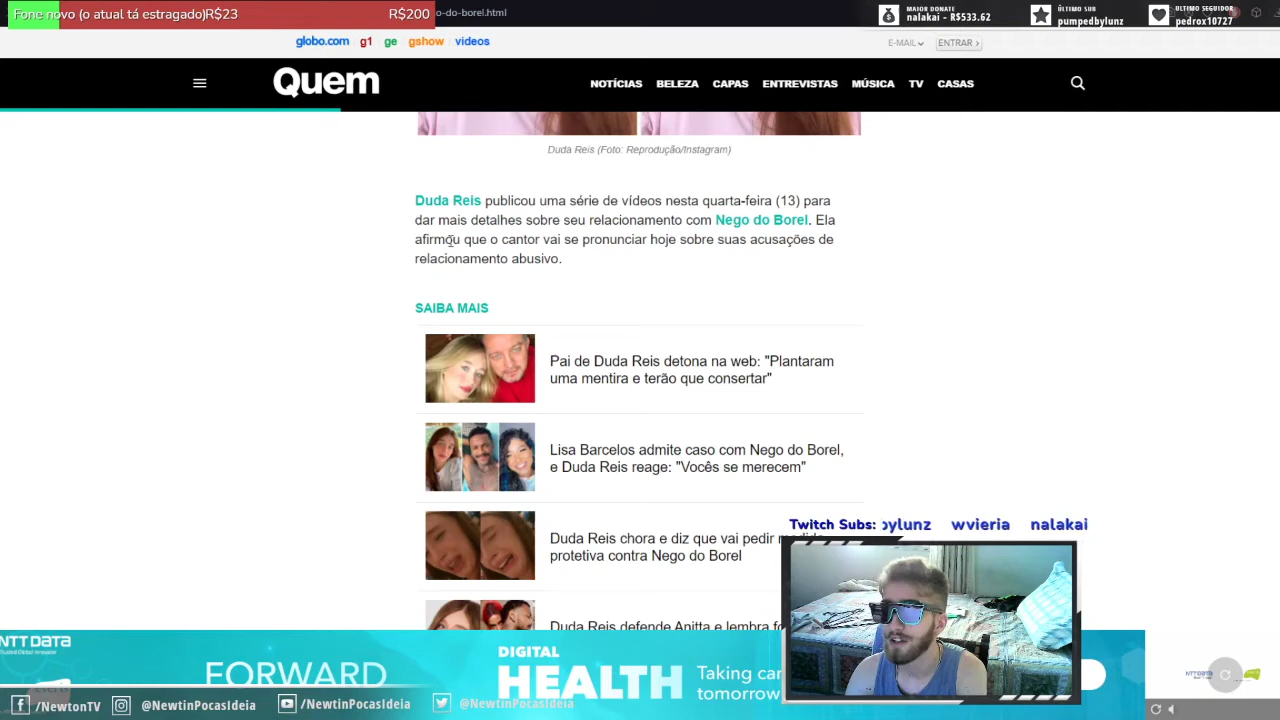 Fone novo (o atual tá estragado)R$23 R$200
o-do-borel.html
MAIOR DONATE
nalakai - R$533.62
ÚLTIMO SUB
pumpedbylunz
ÚLTIMO SEGUIDOR
pedrox10727
globo.com g1 ge gshow vídeos
E-MAIL ENTRAR
Quem
NOTÍCIAS BELEZA CAPAS ENTREVISTAS MÚSICA TV CASAS
Duda Reis (Foto: Reprodução/Instagram)
Duda Reis publicou uma série de vídeos nesta quarta-feira (13) para
dar mais detalhes sobre seu relacionamento com Nego do Borel. Ela
afirmou que o cantor vai se pronunciar hoje sobre suas acusações de
relacionamento abusivo.
SAIBA MAIS
Pai de Duda Reis detona na web: "Plantaram
uma mentira e terão que consertar"
Lisa Barcelos admite caso com Nego do Borel,
e Duda Reis reage: "Vocês se merecem"
Duda Reis chora e diz que vai pedir medida
protetiva contra Nego do Borel
Duda Reis defende Anitta e lembra
Twitch Subs: bylunz wvieria nalakai
NTT DATA
Trusted Global Innovator
everis
FORWARD
DIGITAL
HEALTH
Taking
tomorrow
/NewtonTV @NewtinPocasIdeia /NewtinPocasIdeia @NewtinPocasIdeia